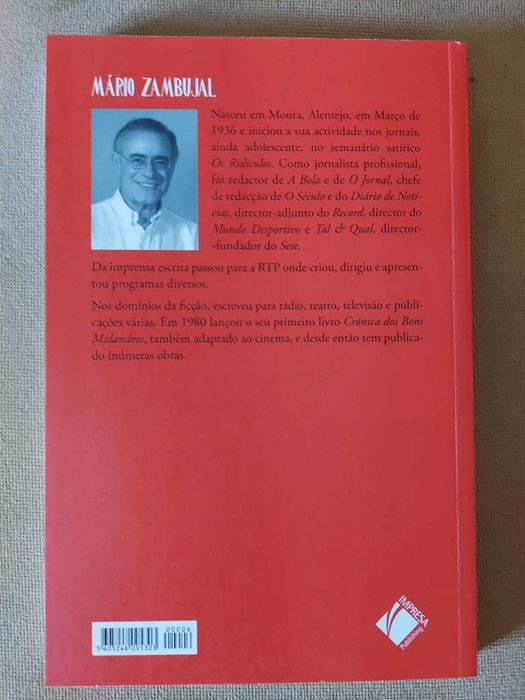 MÁRIO ZAMBUJAL
Nasceu em Moura, Alentejo, em Março de
1936 e iniciou a sua actividade nos jornais,
ainda adolescente, no semanário satírico
Os Ridículos. Como jornalista profissional,
foi redactor de A Bola e de O Jornal, chefe
de redacção de O Século e do Diário de Notí-
cias, director-adjunto do Record, director do
Mundo Desportivo e Tal & Qual, director-
-fundador do Sete.
Da imprensa escrita passou para a RTP onde criou, dirigiu e apresen-
tou programas diversos.
Nos domínios da ficção, escreveu para rádio, teatro, televisão e publi-
cações várias. Em 1980 lançou o seu primeiro livro Crónica dos Bons
Malandros, também adaptado ao cinema, e desde então tem publica-
do inúmeras obras.
00006
5605248095303
IMPRESA
Publishing